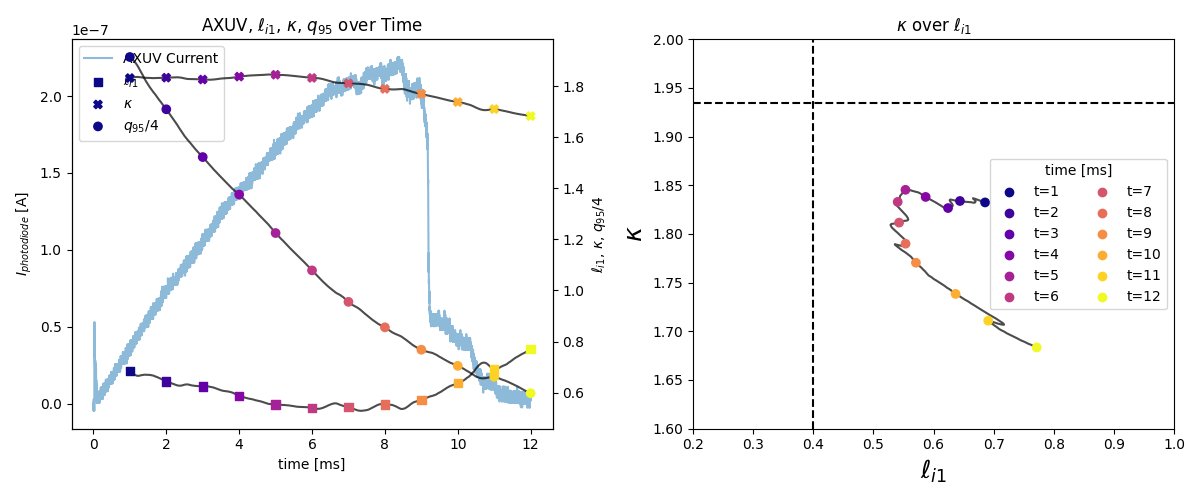 AXUV, ℓi1, κ, q95 over Time
1e−7
AXUV Current
ℓi1
κ
q95/4
Iphotodiode [A]
2.0
1.5
1.0
0.5
0.0
0
2
4
6
8
10
12
time [ms]
1.8
1.6
1.4
1.2
1.0
0.8
0.6
ℓi1, κ, q95/4
κ over ℓi1
κ
2.00
1.95
1.90
1.85
1.80
1.75
1.70
1.65
1.60
time [ms]
t=1 t=7
t=2 t=8
t=3 t=9
t=4 t=10
t=5 t=11
t=6 t=12
0.2
0.3
0.4
0.5
0.6
0.7
0.8
0.9
1.0
ℓi1